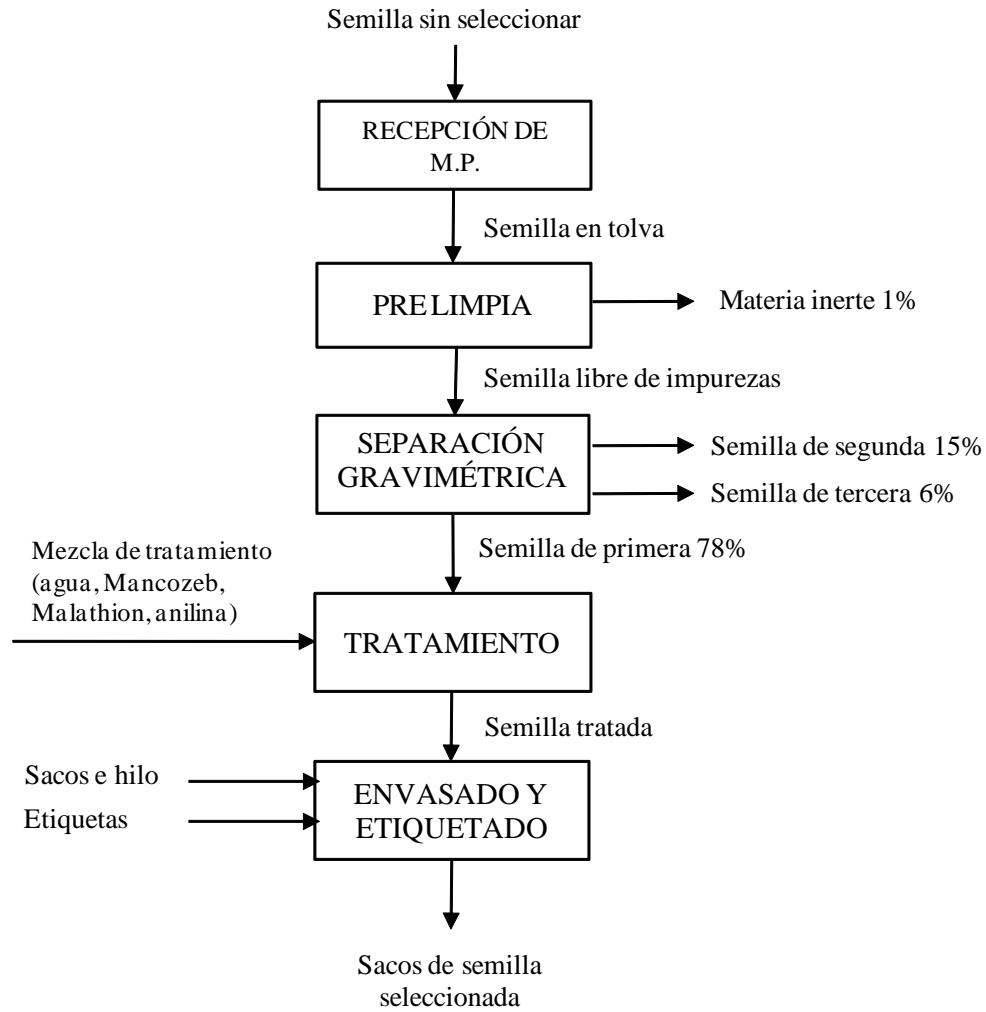 Semilla sin seleccionar
RECEPCIÓN DE
M.P.
Semilla en tolva
PRE LIMPIA
Materia inerte 1%
Semilla libre de impurezas
SEPARACIÓN
GRAVIMÉTRICA
Semilla de segunda 15%
Semilla de tercera 6%
Semilla de primera 78%
Mezcla de tratamiento
(agua, Mancozeb,
Malathion, anilina)
TRATAMIENTO
Semilla tratada
Sacos e hilo
Etiquetas
ENVASADO Y
ETIQUETADO
Sacos de semilla
seleccionada